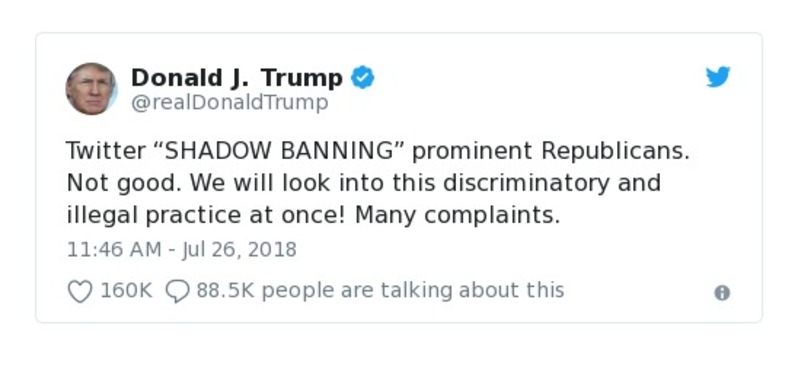 Donald J. Trump
@realDonaldTrump
Twitter “SHADOW BANNING” prominent Republicans.
Not good. We will look into this discriminatory and
illegal practice at once! Many complaints.
11:46 AM - Jul 26, 2018
160K 88.5K people are talking about this